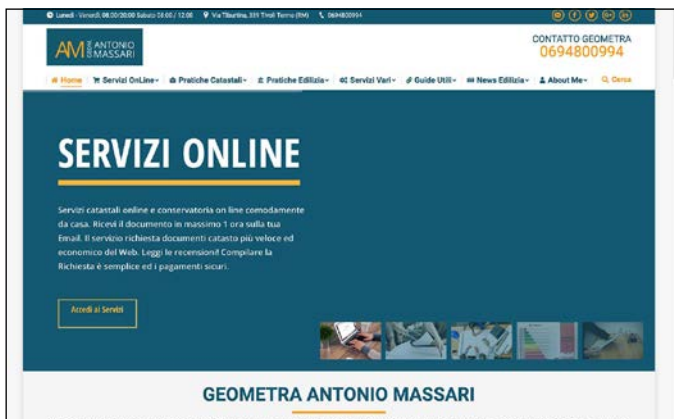 Lunedì - Venerdì, 08.00/20.00 Sabato 08.00 / 12.00 Via Tiburtina, 339 Tivoli Terme (RM) 0694800994
AM GEOM ANTONIO MASSARI
CONTATTO GEOMETRA
0694800994
Home Servizi OnLine Pratiche Catastali Pratiche Edilizia Servizi Vari Guide Utili News Edilizia About Me Cerca
SERVIZI ONLINE
Servizi catastali online e conservatoria on line comodamente
da casa. Ricevi il documento in massimo 1 ora sulla tua
Email. Il servizio richiesta documenti catasto più veloce ed
economico del Web. Leggi le recensioni! Compilare la
Richiesta è semplice ed i pagamenti sicuri.
Accedi ai Servizi
GEOMETRA ANTONIO MASSARI